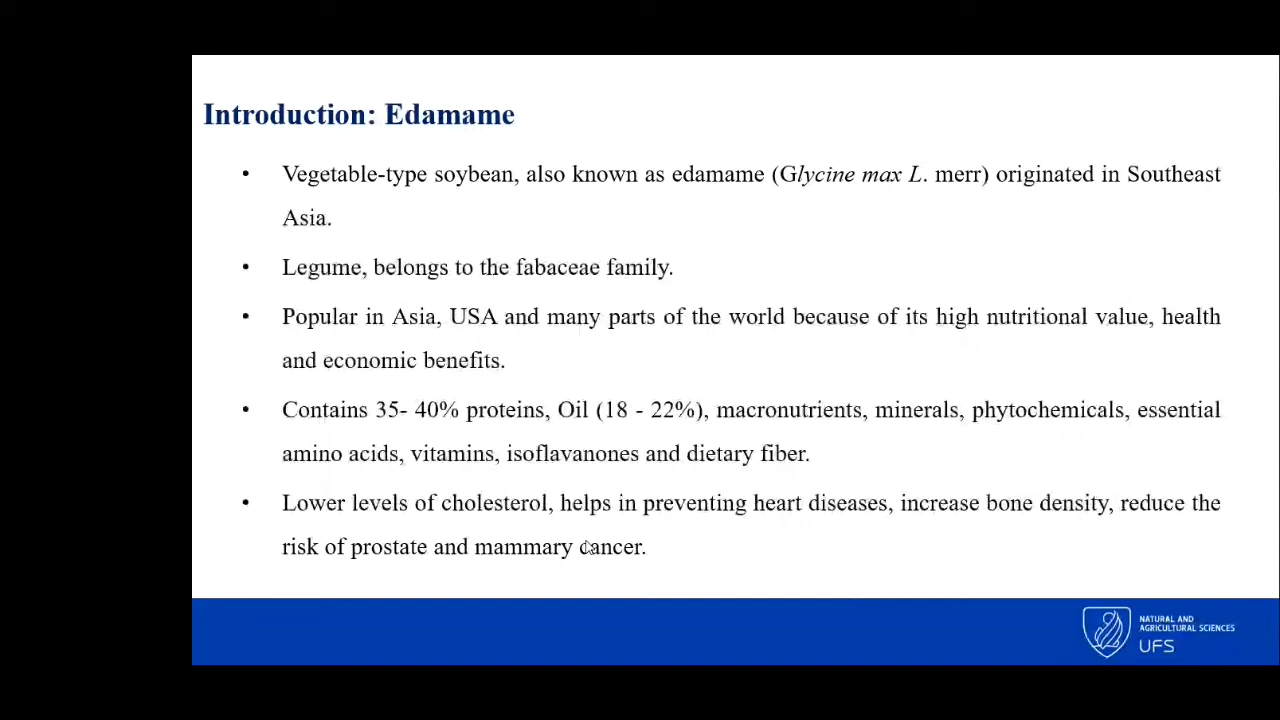 Introduction: Edamame
• Vegetable-type soybean, also known as edamame (Glycine max L. merr) originated in Southeast
Asia.
• Legume, belongs to the fabaceae family.
• Popular in Asia, USA and many parts of the world because of its high nutritional value, health
and economic benefits.
• Contains 35- 40% proteins, Oil (18 - 22%), macronutrients, minerals, phytochemicals, essential
amino acids, vitamins, isoflavanones and dietary fiber.
• Lower levels of cholesterol, helps in preventing heart diseases, increase bone density, reduce the
risk of prostate and mammary cancer.
NATURAL AND
AGRICULTURAL SCIENCES
UFS